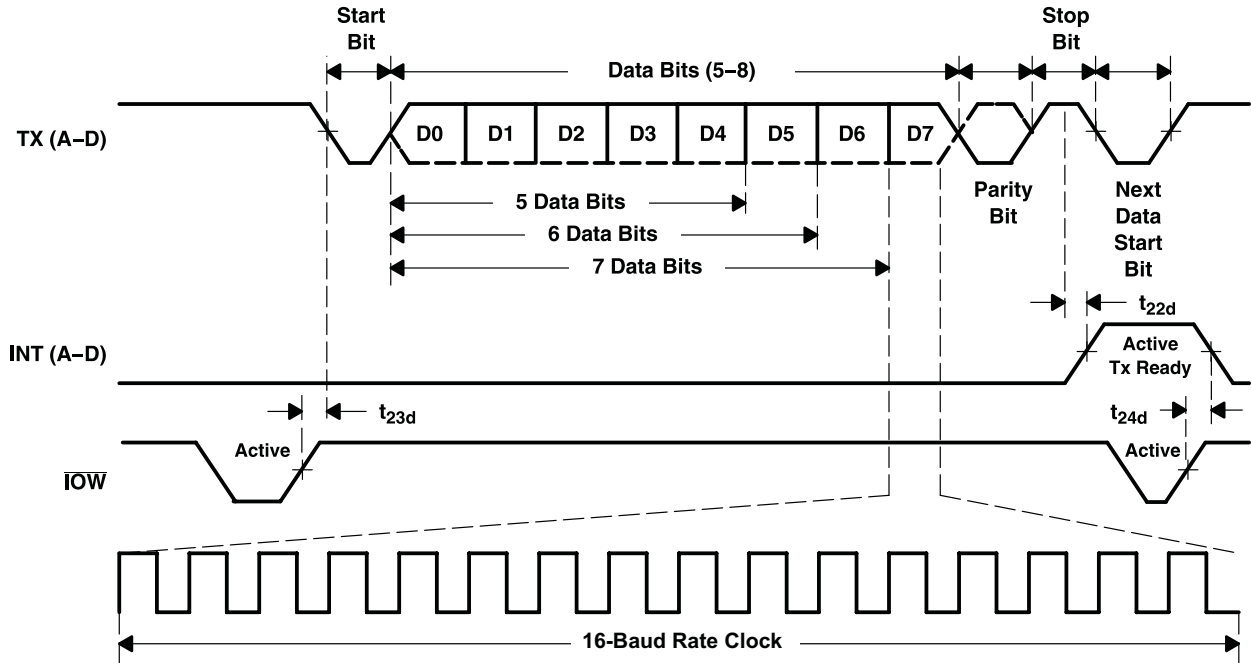 Start
Bit
Stop
Bit
Data Bits (5–8)
TX (A–D)
D0 D1 D2 D3 D4 D5 D6 D7
Parity
Bit
Next
Data
Start
Bit
5 Data Bits
6 Data Bits
7 Data Bits
t22d
INT (A–D)
Active
Tx Ready
t23d
t24d
IOW
Active
Active
16-Baud Rate Clock